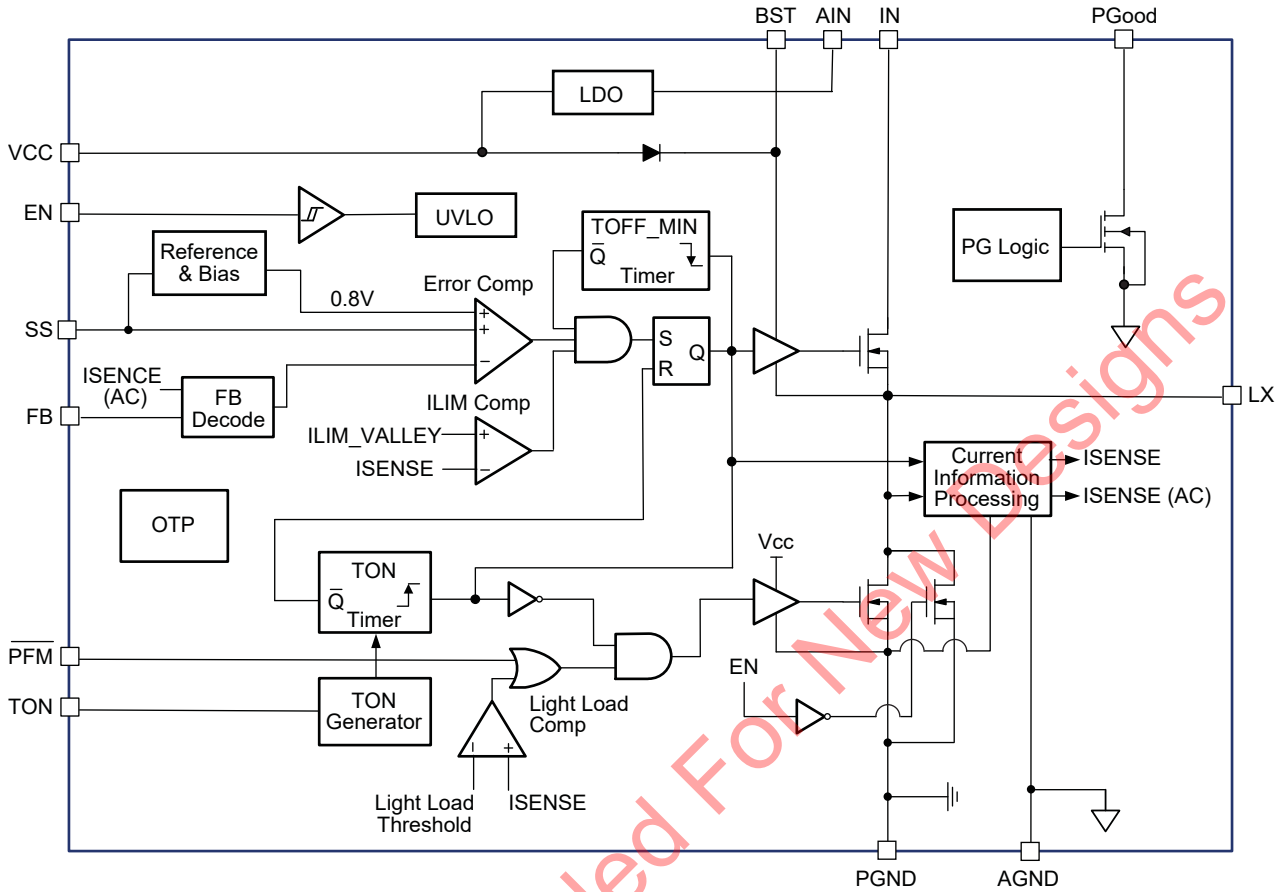 BST AIN IN PGood
LDO
VCC
EN
UVLO
TOFF_MIN
Q
Timer
Reference
& Bias
PG Logic
Error Comp
0.8V
SS
S Q
R
ISENCE
(AC)
FB
Decode
FB
LX
ILIM Comp
ILIM_VALLEY
ISENSE
Current
Information
Processing
ISENSE
ISENSE (AC)
OTP
Vcc
TON
Q
Timer
PFM
TON
TON
Generator
Light Load
Comp
EN
Light Load
Threshold
ISENSE
PGND AGND
ded For New Designs